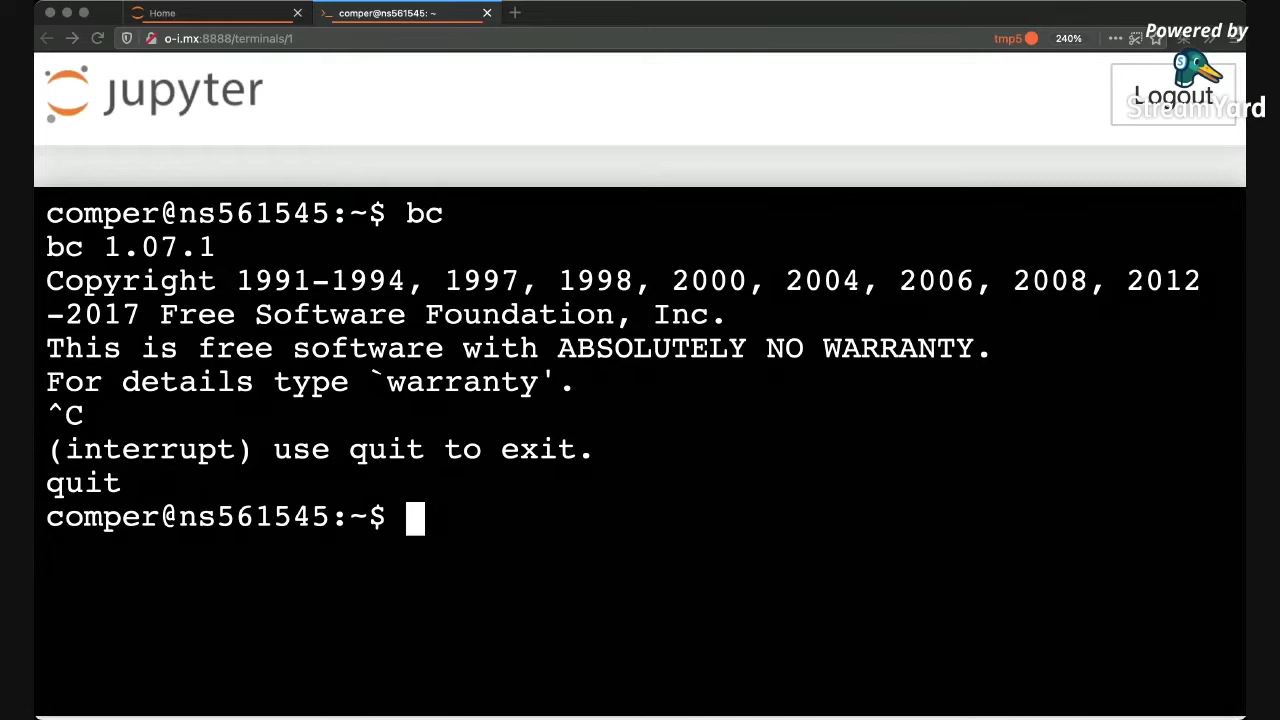 Home
comper@ns561545: ~
Powered by
o-i.mx:8888/terminals/1
tmp5
240%
jupyter
Logout
StreamYard
comper@ns561545:~$ bc
bc 1.07.1
Copyright 1991-1994, 1997, 1998, 2000, 2004, 2006, 2008, 2012
-2017 Free Software Foundation, Inc.
This is free software with ABSOLUTELY NO WARRANTY.
For details type `warranty'.
^C
(interrupt) use quit to exit.
quit
comper@ns561545:~$